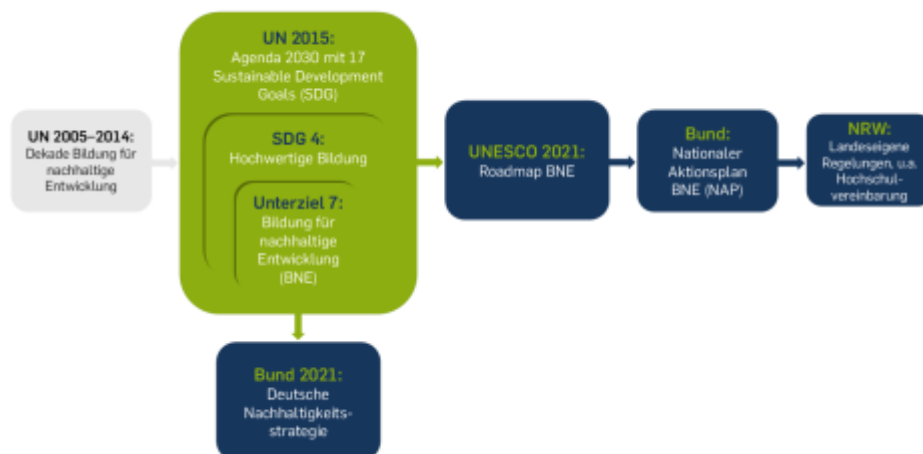 UN 2005–2014:
Dekade Bildung für
nachhaltige
Entwicklung
UN 2015:
Agenda 2030 mit 17
Sustainable Development
Goals (SDG)
SDG 4:
Hochwertige Bildung
Unterziel 7:
Bildung für
nachhaltige
Entwicklung
(BNE)
UNESCO 2021:
Roadmap BNE
Bund:
Nationaler
Aktionsplan
BNE (NAP)
NRW:
Landeseigene
Regelungen, u.a.
Hochschul-
vereinbarung
Bund 2021:
Deutsche
Nachhaltigkeits-
strategie